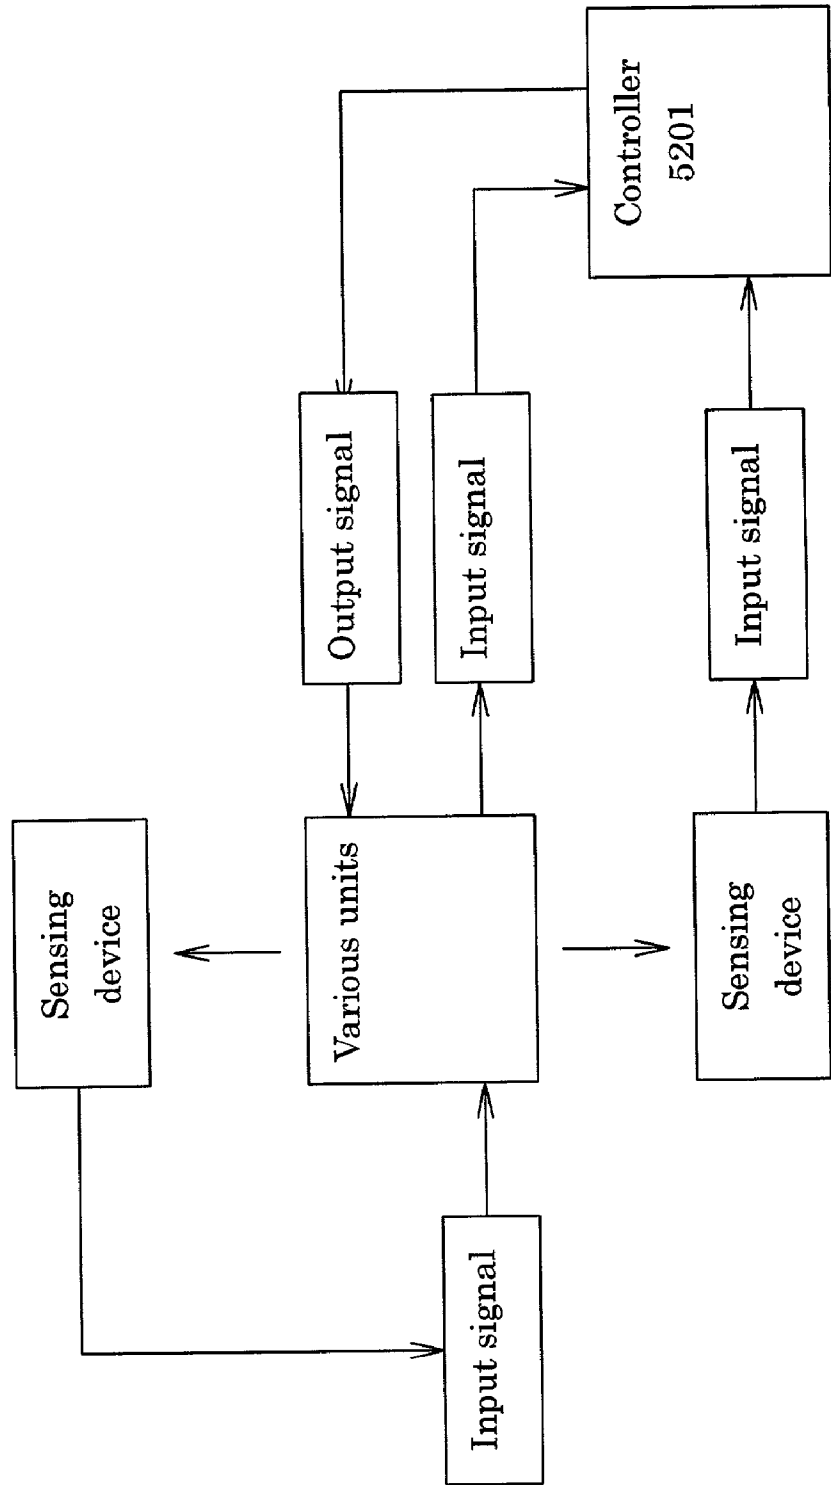 Sensing
device
Various units
Output signal
Input signal
Input signal
Controller
5201
Sensing
device
Input signal